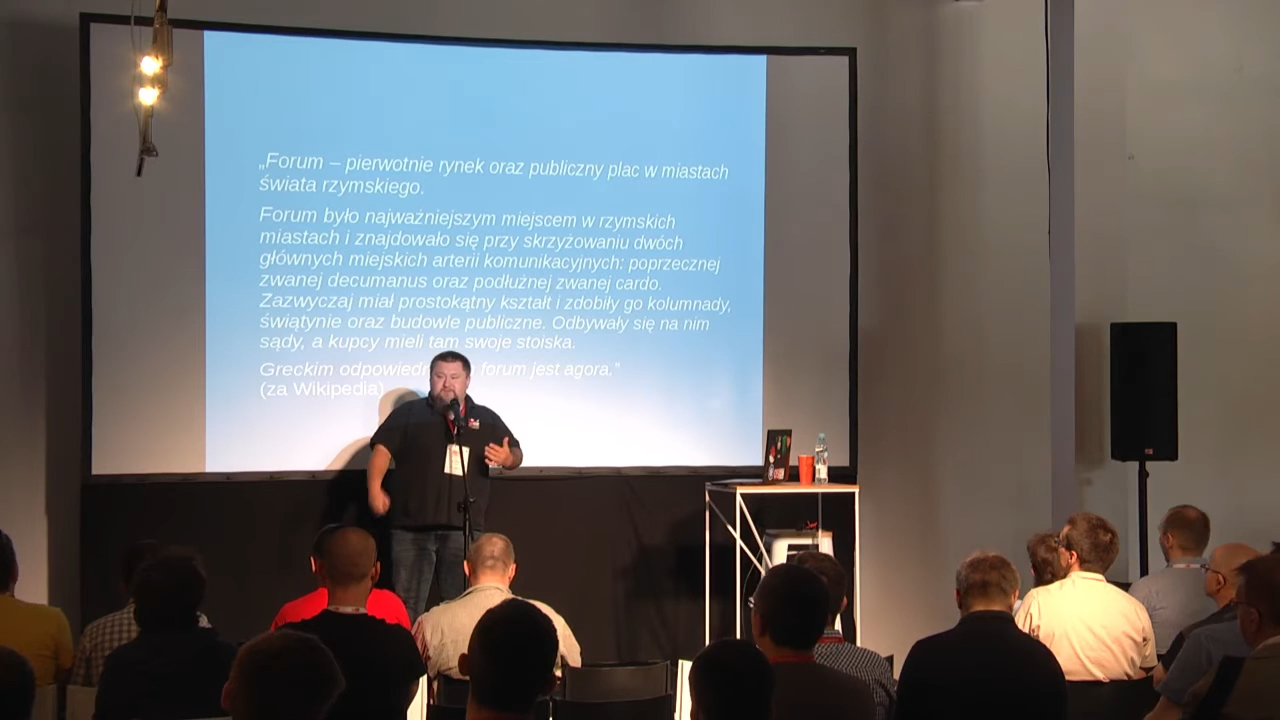 „Forum – pierwotnie rynek oraz publiczny plac w miastach
świata rzymskiego.
Forum było najważniejszym miejscem w rzymskich
miastach i znajdowało się przy skrzyżowaniu dwóch
głównych miejskich arterii komunikacyjnych: poprzecznej
zwanej decumanus oraz podłużnej zwanej cardo.
Zazwyczaj miał prostokątny kształt i zdobiły go kolumnady,
świątynie oraz budowle publiczne. Odbywały się na nim
sądy, a kupcy mieli tam swoje stoiska.
Greckim forum jest agora.”
(za Wikipedia)